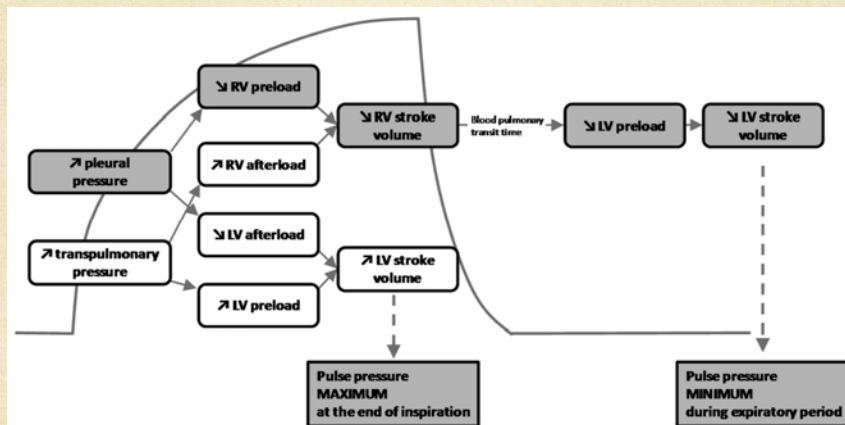 ↘ RV preload
↘ RV stroke
volume
Blood pulmonary
transit time
↘ LV preload
↘ LV stroke
volume
↗ pleural
pressure
↗ RV afterload
↘ LV afterload
↗ transpulmonary
pressure
↗ LV stroke
volume
↗ LV preload
Pulse pressure
MAXIMUM
at the end of inspiration
Pulse pressure
MINIMUM
during expiratory period